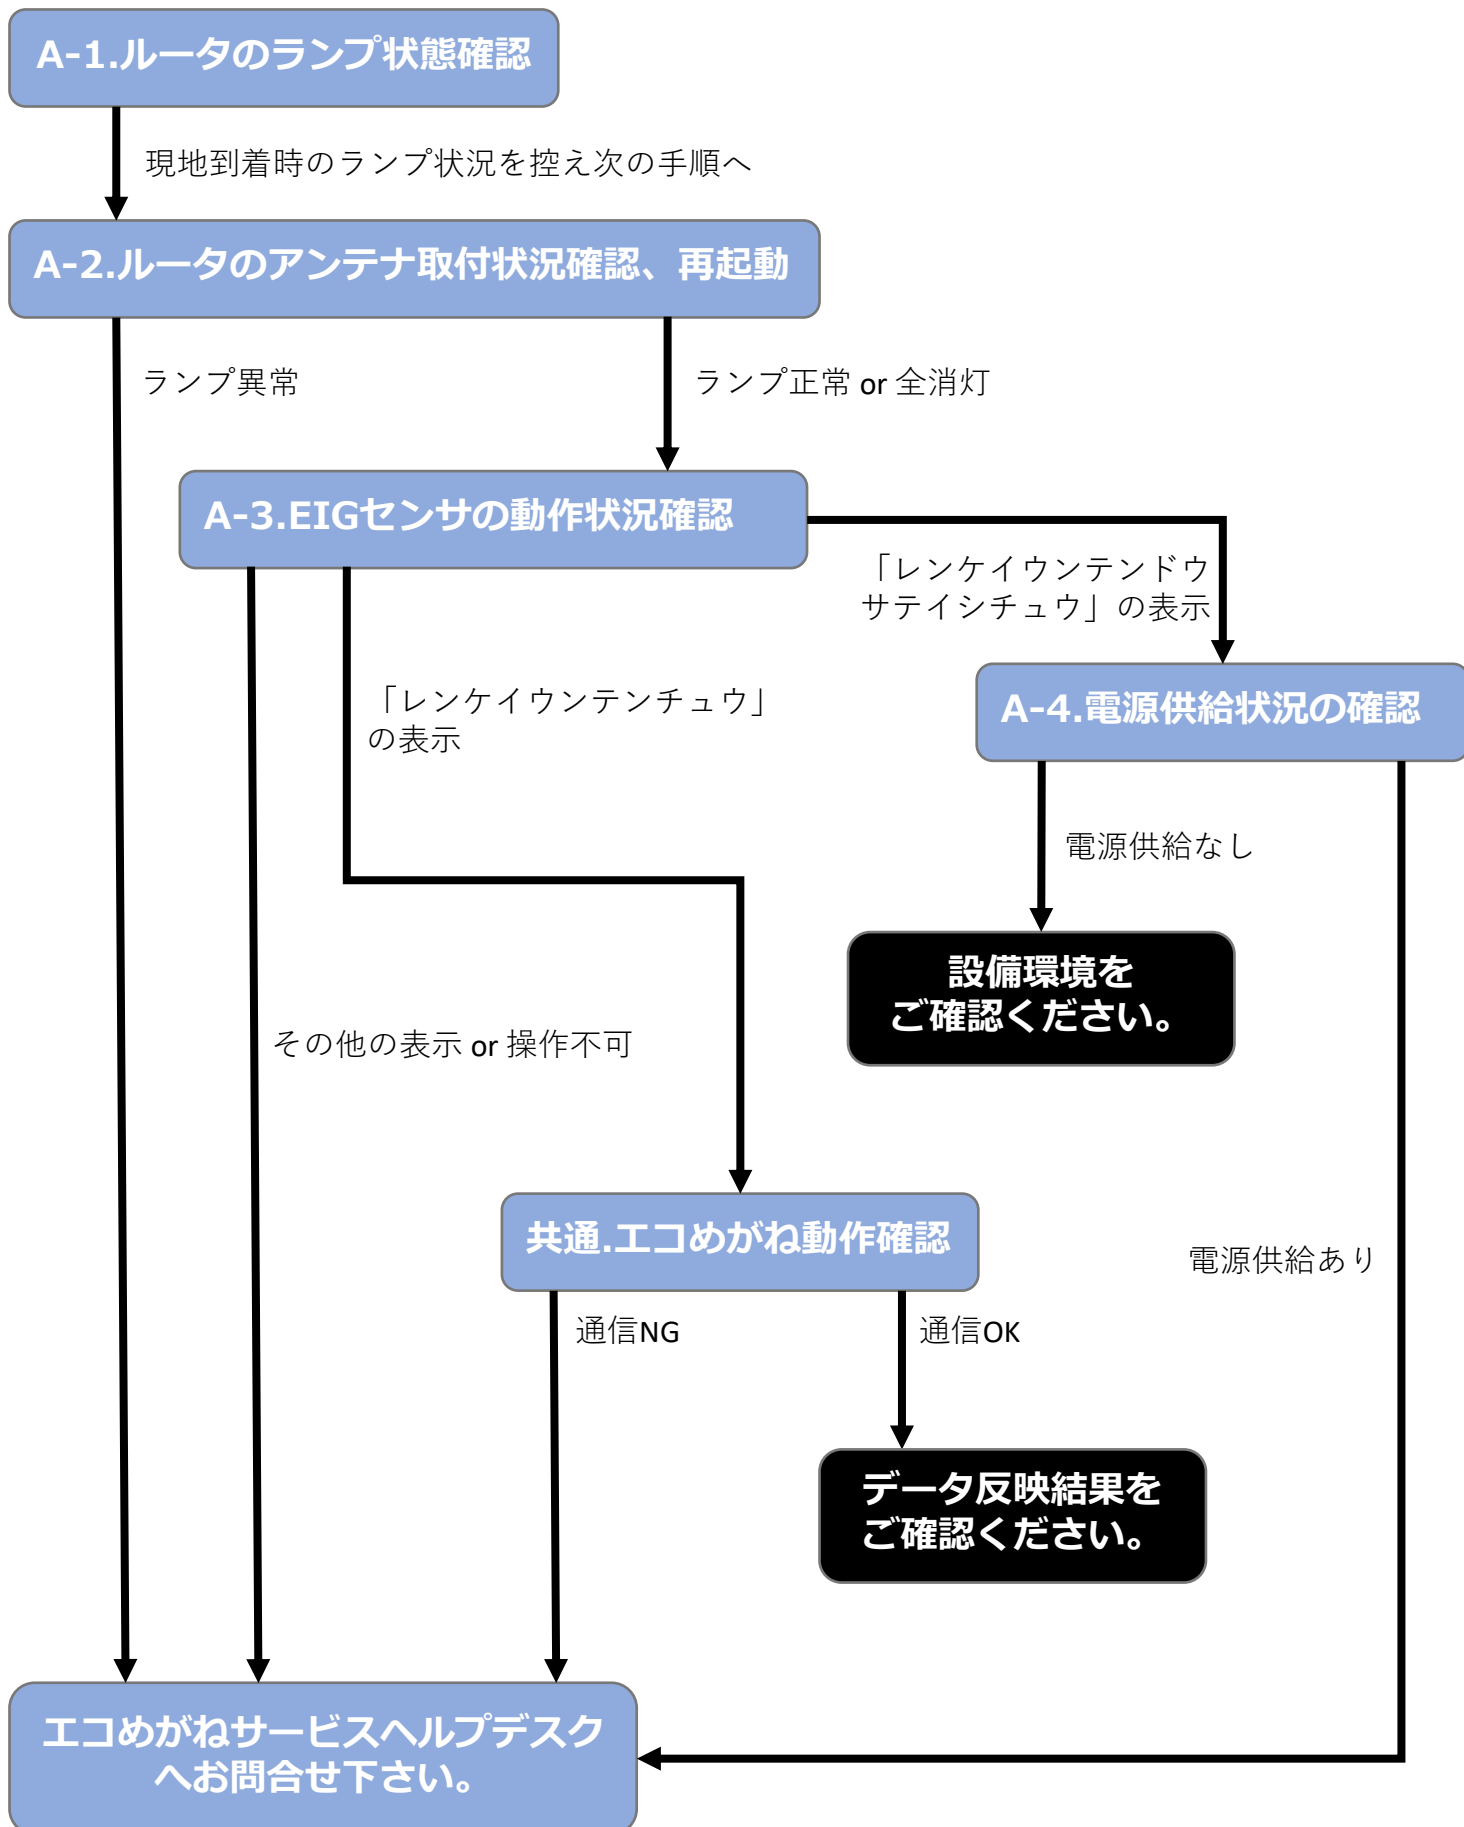 A-1.ルータのランプ状態確認
現地到着時のランプ状況を控え次の手順へ
A-2.ルータのアンテナ取付状況確認、再起動
ランプ異常
ランプ正常 or 全消灯
A-3.EIGセンサの動作状況確認
「レンケイウンテンドウ
サテイシチュウ」の表示
「レンケイウンテンチュウ」
の表示
A-4.電源供給状況の確認
電源供給なし
設備環境を
ご確認ください。
その他の表示 or 操作不可
共通.エコめがね動作確認
電源供給あり
通信NG
通信OK
データ反映結果を
ご確認ください。
エコめがねサービスヘルプデスク
へお問合せ下さい。